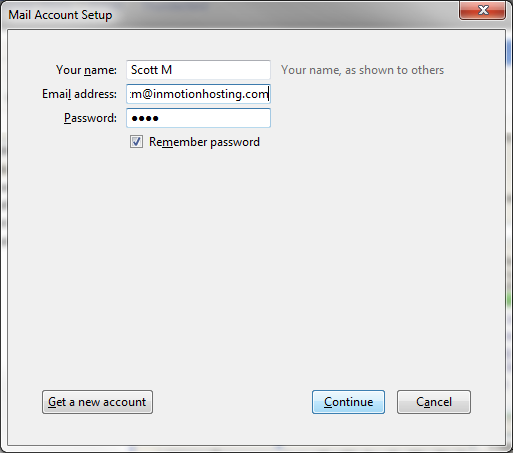 Mail Account Setup
Your name: Scott M Your name, as shown to others
Email address: :m@inmotionhosting.com
Password: ●●●●
Remember password
Get a new account Continue Cancel